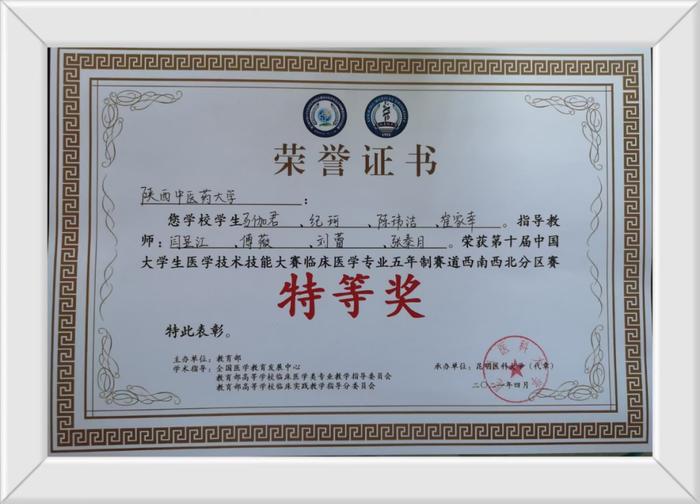 荣誉证书
陕西中医药大学：
您学校学生马伽君、纪珂、陈玮洁、崔家幸。指导教
师：闫曌江、傅薇、刘蕾、张泰月。荣获第十届中国
大学生医学技术技能大赛临床医学专业五年制赛道西南西北分区赛
特等奖
特此表彰。
主办单位：教育部
学术指导：全国医学教育发展中心
承办单位：昆明医科大学（代章）
教育部高等学校临床医学类专业教学指导委员会
教育部高等学校临床实践教学指导分委员会
二〇二一年四月